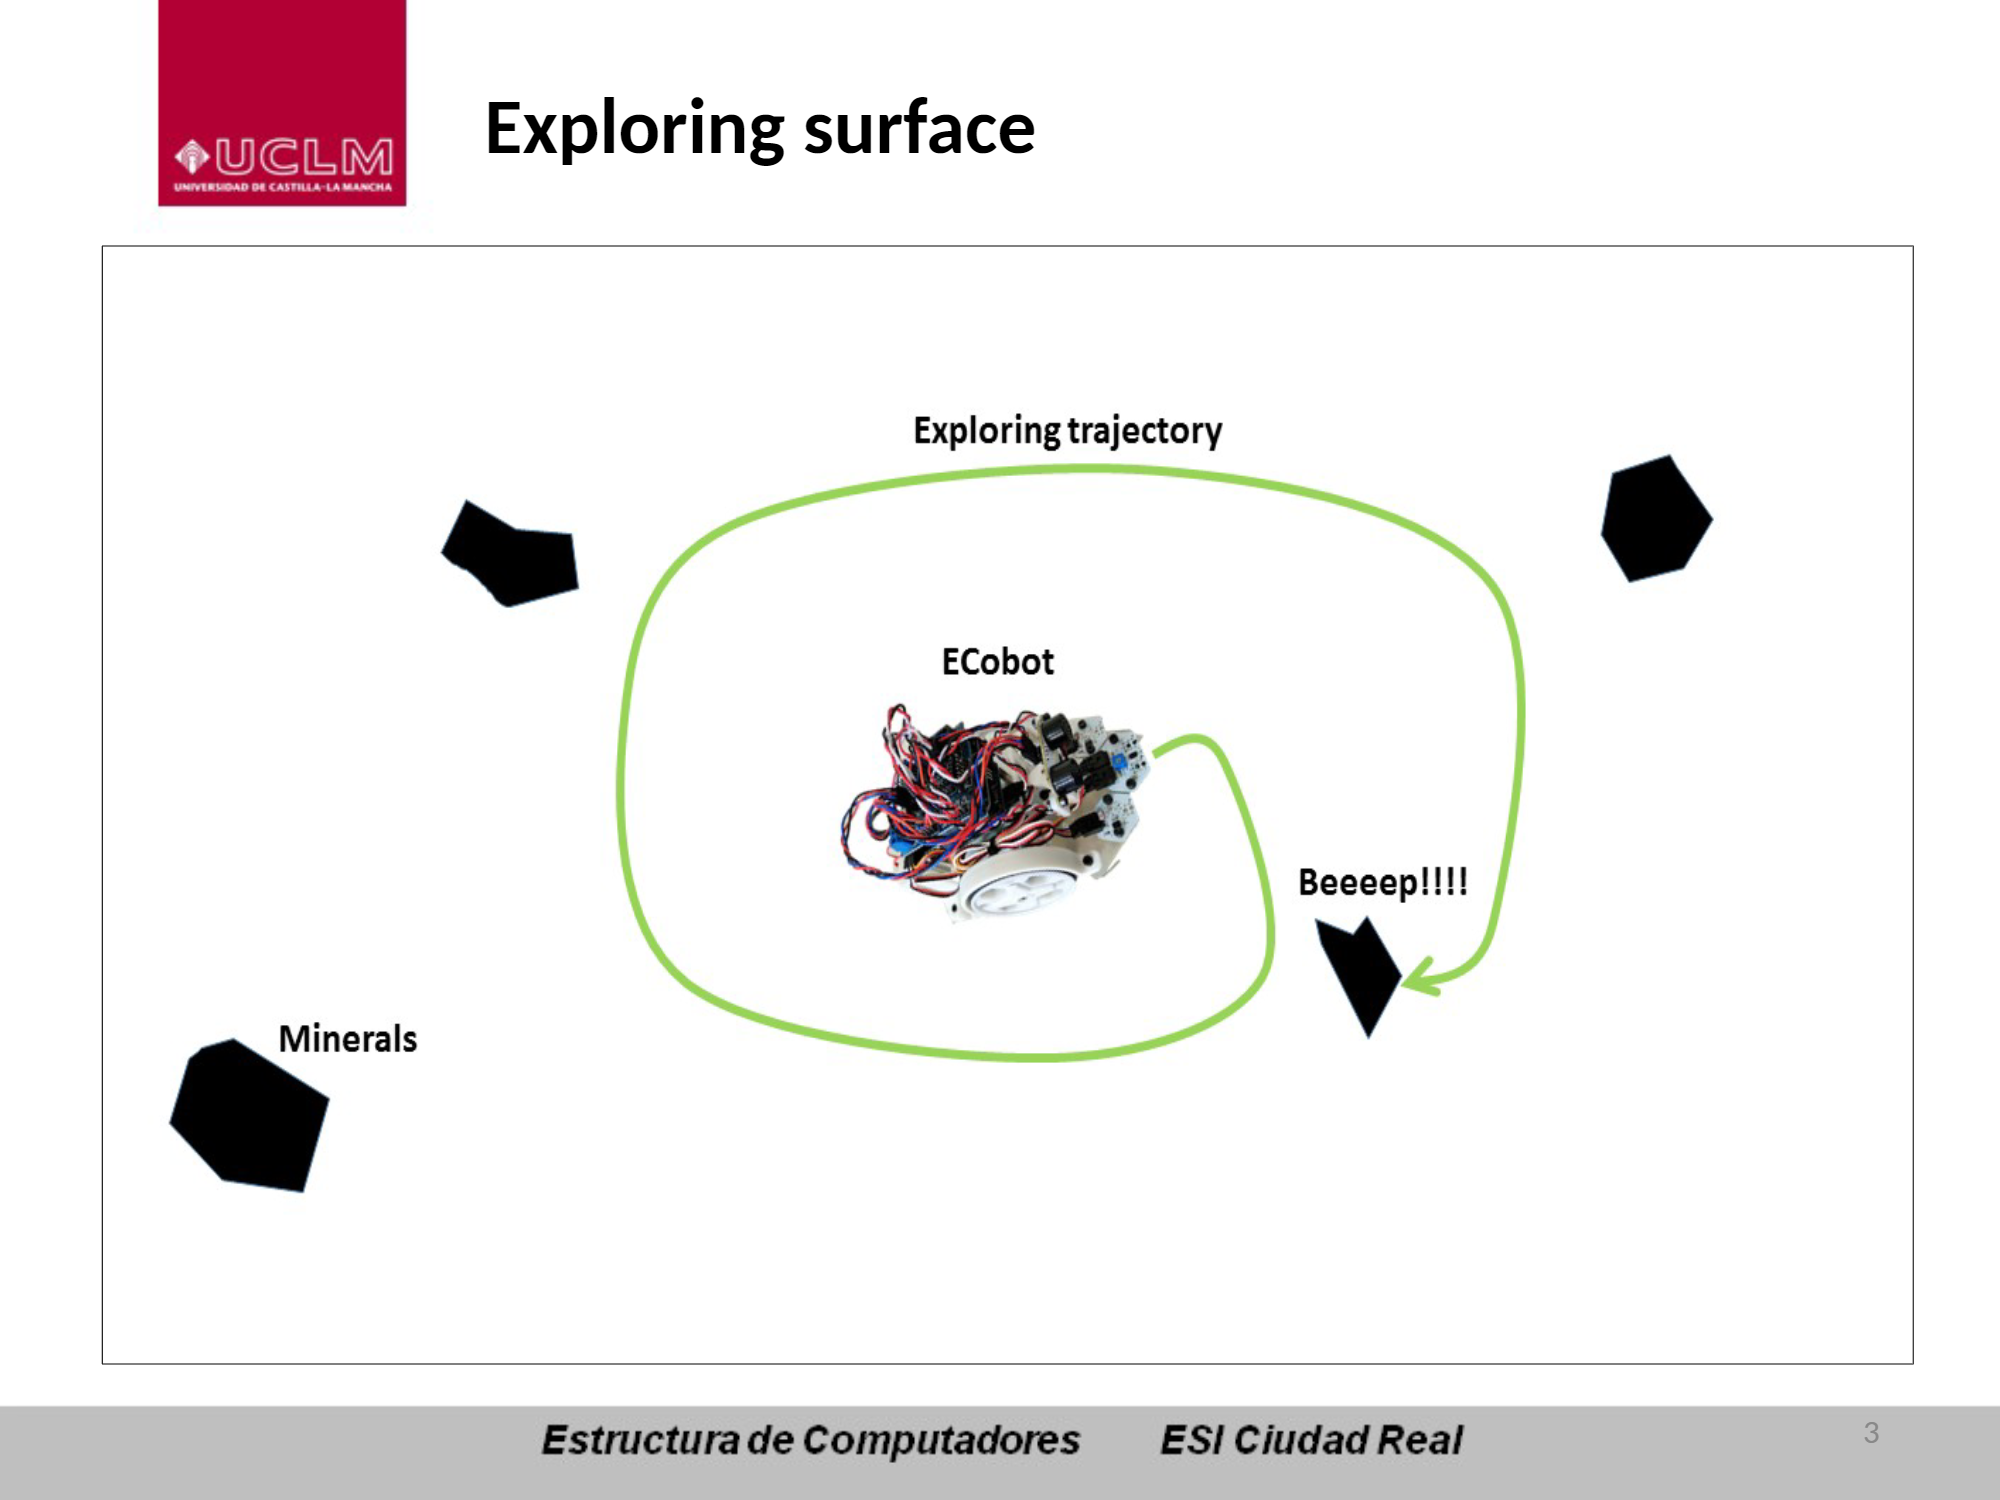 UCLM
UNIVERSIDAD DE CASTILLA-LA MANCHA
Exploring surface
Exploring trajectory
ECobot
Beeeep!!!!
Minerals
Estructura de Computadores ESI Ciudad Real
3